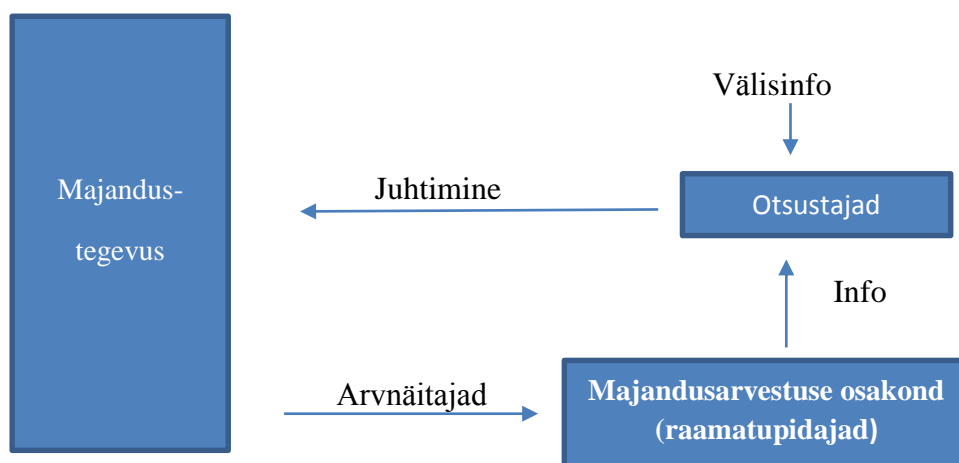 Välisinfo
Majandus-
tegevus
Juhtimine
Otsustajad
Info
Arvnäitajad
Majandusarvestuse osakond
(raamatupidajad)